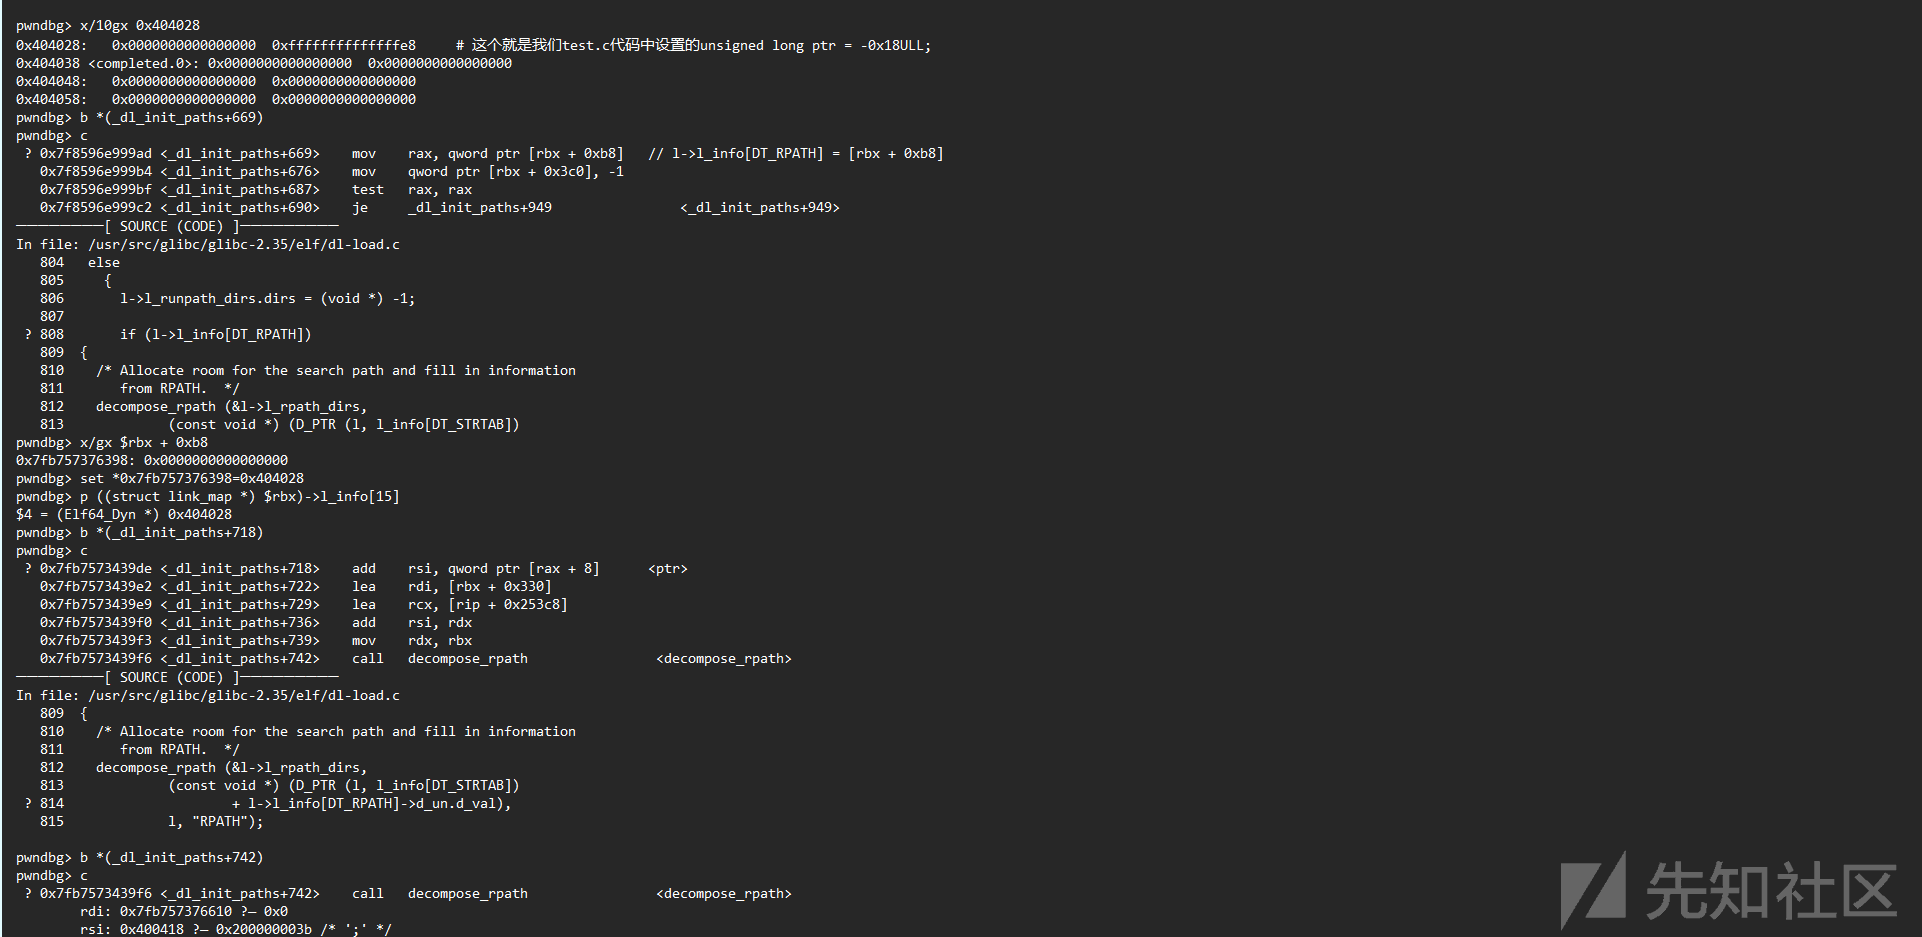 pwndbg> x/10gx 0x404028
0x404028:   0x0000000000000000  0xffffffffffffffe8     # 这个就是我们test.c代码中设置的unsigned long ptr = -0x18ULL;
0x404038 <completed.0>: 0x0000000000000000  0x0000000000000000
0x404048:   0x0000000000000000  0x0000000000000000
0x404058:   0x0000000000000000  0x0000000000000000
pwndbg> b *(_dl_init_paths+669)
pwndbg> c
 ? 0x7f8596e999ad <_dl_init_paths+669>    mov    rax, qword ptr [rbx + 0xb8]   // l->l_info[DT_RPATH] = [rbx + 0xb8]
   0x7f8596e999b4 <_dl_init_paths+676>    mov    qword ptr [rbx + 0x3c0], -1
   0x7f8596e999bf <_dl_init_paths+687>    test   rax, rax
   0x7f8596e999c2 <_dl_init_paths+690>    je     _dl_init_paths+949                <_dl_init_paths+949>
─────────[ SOURCE (CODE) ]──────────
In file: /usr/src/glibc/glibc-2.35/elf/dl-load.c
   804   else
   805     {
   806       l->l_runpath_dirs.dirs = (void *) -1;
   807
 ? 808       if (l->l_info[DT_RPATH])
   809  {
   810    /* Allocate room for the search path and fill in information
   811       from RPATH.  */
   812    decompose_rpath (&l->l_rpath_dirs,
   813             (const void *) (D_PTR (l, l_info[DT_STRTAB])
pwndbg> x/gx $rbx + 0xb8
0x7fb757376398: 0x0000000000000000
pwndbg> set *0x7fb757376398=0x404028
pwndbg> p ((struct link_map *) $rbx)->l_info[15]
$4 = (Elf64_Dyn *) 0x404028
pwndbg> b *(_dl_init_paths+718)
pwndbg> c
 ? 0x7fb7573439de <_dl_init_paths+718>    add    rsi, qword ptr [rax + 8]      <ptr>
   0x7fb7573439e2 <_dl_init_paths+722>    lea    rdi, [rbx + 0x330]
   0x7fb7573439e9 <_dl_init_paths+729>    lea    rcx, [rip + 0x253c8]
   0x7fb7573439f0 <_dl_init_paths+736>    add    rsi, rdx
   0x7fb7573439f3 <_dl_init_paths+739>    mov    rdx, rbx
   0x7fb7573439f6 <_dl_init_paths+742>    call   decompose_rpath                <decompose_rpath>
─────────[ SOURCE (CODE) ]──────────
In file: /usr/src/glibc/glibc-2.35/elf/dl-load.c
   809  {
   810    /* Allocate room for the search path and fill in information
   811       from RPATH.  */
   812    decompose_rpath (&l->l_rpath_dirs,
   813             (const void *) (D_PTR (l, l_info[DT_STRTAB])
 ? 814                     + l->l_info[DT_RPATH]->d_un.d_val),
   815             l, "RPATH");
pwndbg> b *(_dl_init_paths+742)
pwndbg> c
 ? 0x7fb7573439f6 <_dl_init_paths+742>    call   decompose_rpath                <decompose_rpath>
        rdi: 0x7fb757376610 ?— 0x0
        rsi: 0x400418 ?— 0x200000003b /* ';' */
先知社区